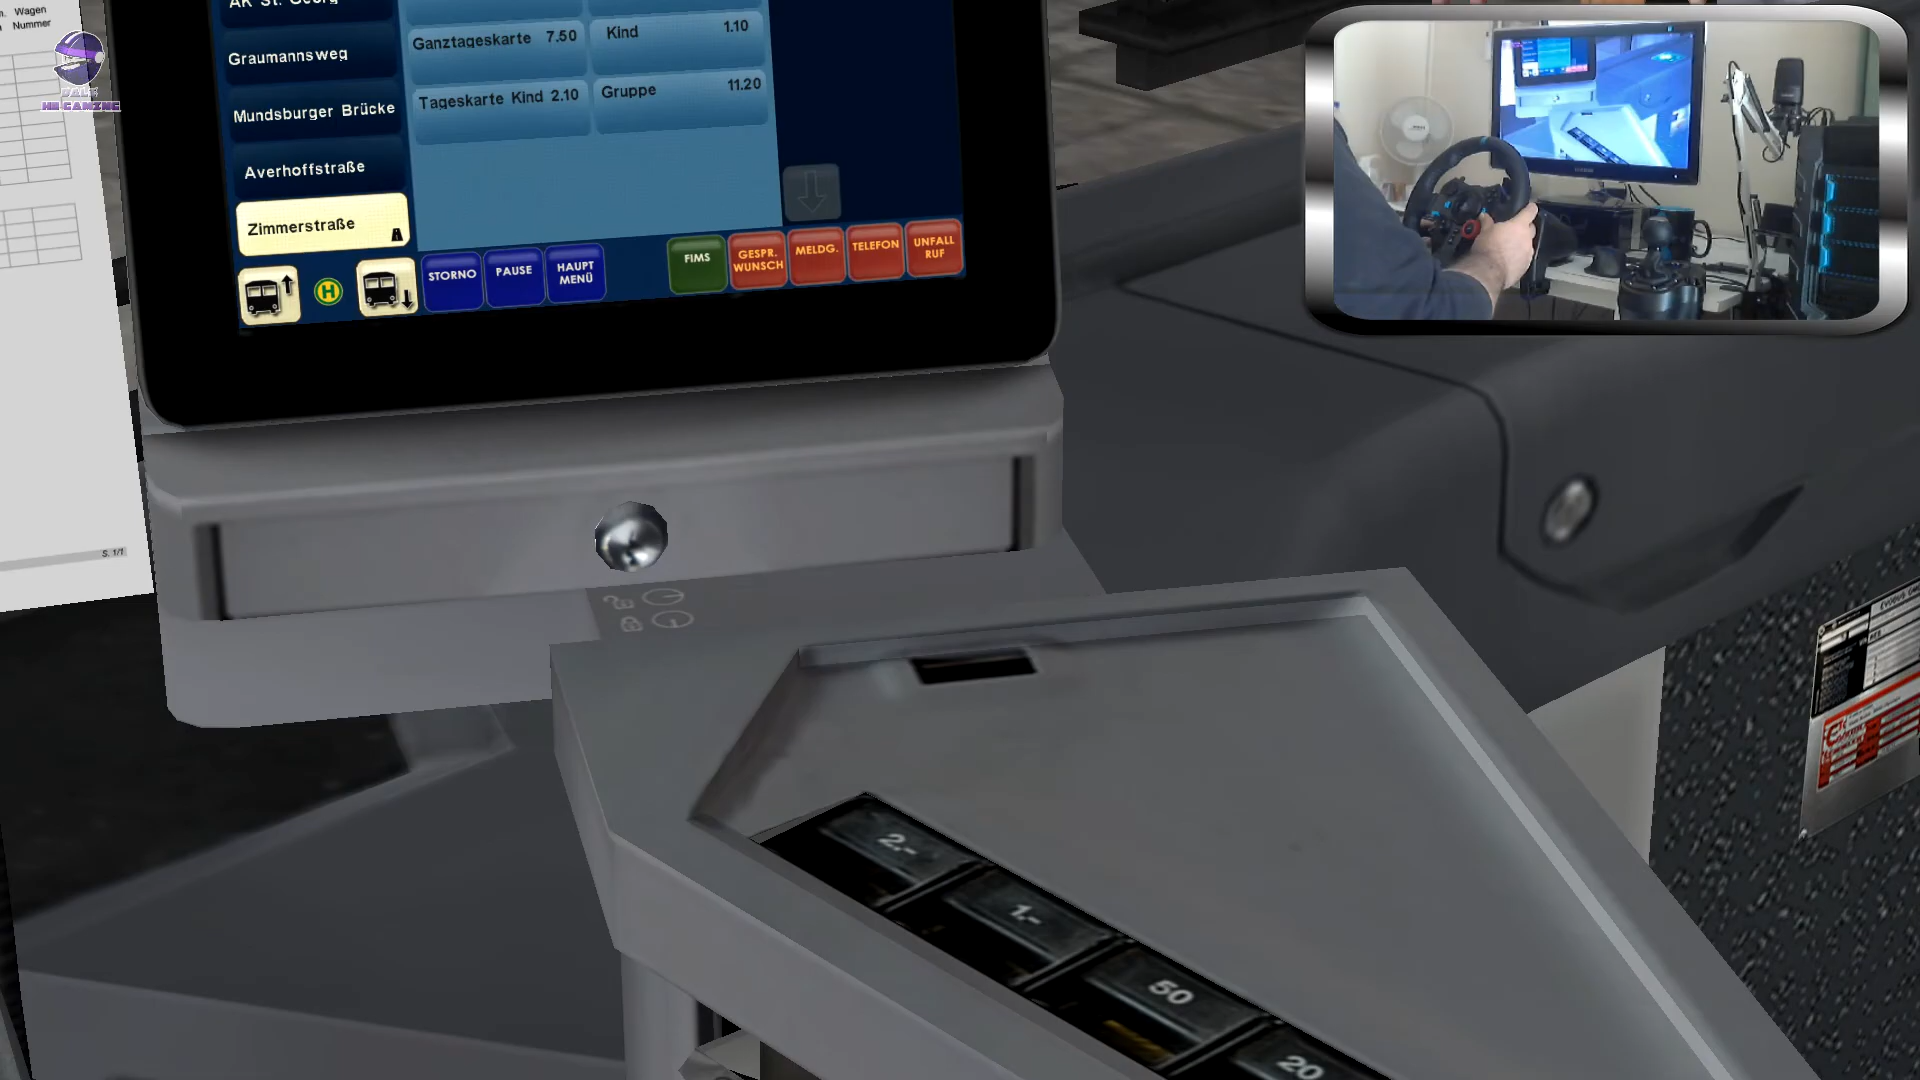 Wagen
Nummer
S. 1/1
AK St. Georg
Graumannsweg
Mundsburger Brücke
Averhoffstraße
Zimmerstraße
Ganztageskarte 7.50
Kind 1.10
Tageskarte Kind 2.10
Gruppe 11.20
H
STORNO
PAUSE
HAUPT
MENÜ
FIMS
GESPR.
WUNSCH
MELDG.
TELEFON
UNFALL
RUF
2.-
1.-
50
20
HD GAMING